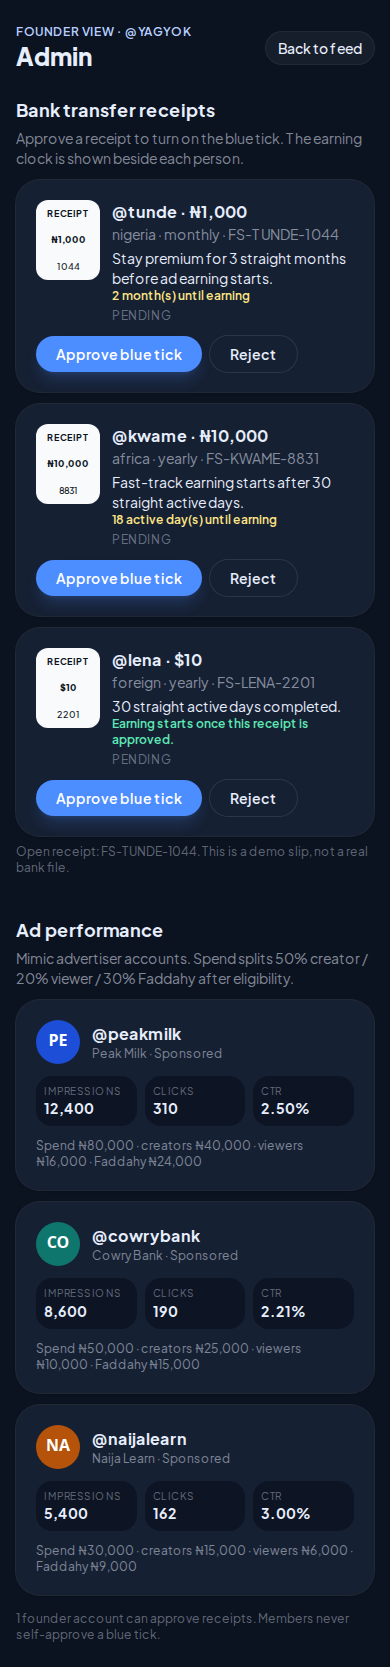 FOUNDER VIEW · @YAGYOK
Admin
Back to feed
Bank transfer receipts
Approve a receipt to turn on the blue tick. The earning
clock is shown beside each person.
RECEIPT
₦1,000
1044
@tunde · ₦1,000
nigeria · monthly · FS-TUNDE-1044
Stay premium for 3 straight months
before ad earning starts.
2 month(s) until earning
PENDING
Approve blue tick
Reject
RECEIPT
₦10,000
8831
@kwame · ₦10,000
africa · yearly · FS-KWAME-8831
Fast-track earning starts after 30
straight active days.
18 active day(s) until earning
PENDING
Approve blue tick
Reject
RECEIPT
$10
2201
@lena · $10
foreign · yearly · FS-LENA-2201
30 straight active days completed.
Earning starts once this receipt is
approved.
PENDING
Approve blue tick
Reject
Open receipt: FS-TUNDE-1044. This is a demo slip, not a real
bank file.
Ad performance
Mimic advertiser accounts. Spend splits 50% creator /
20% viewer / 30% Faddahy after eligibility.
PE
@peakmilk
Peak Milk · Sponsored
IMPRESSIONS
12,400
CLICKS
310
CTR
2.50%
Spend ₦80,000 · creators ₦40,000 · viewers
₦16,000 · Faddahy ₦24,000
CO
@cowrybank
CowryBank · Sponsored
IMPRESSIONS
8,600
CLICKS
190
CTR
2.21%
Spend ₦50,000 · creators ₦25,000 · viewers
₦10,000 · Faddahy ₦15,000
NA
@naijalearn
NaijaLearn · Sponsored
IMPRESSIONS
5,400
CLICKS
162
CTR
3.00%
Spend ₦30,000 · creators ₦15,000 · viewers ₦6,000 ·
Faddahy ₦9,000
1 founder account can approve receipts. Members never
self-approve a blue tick.